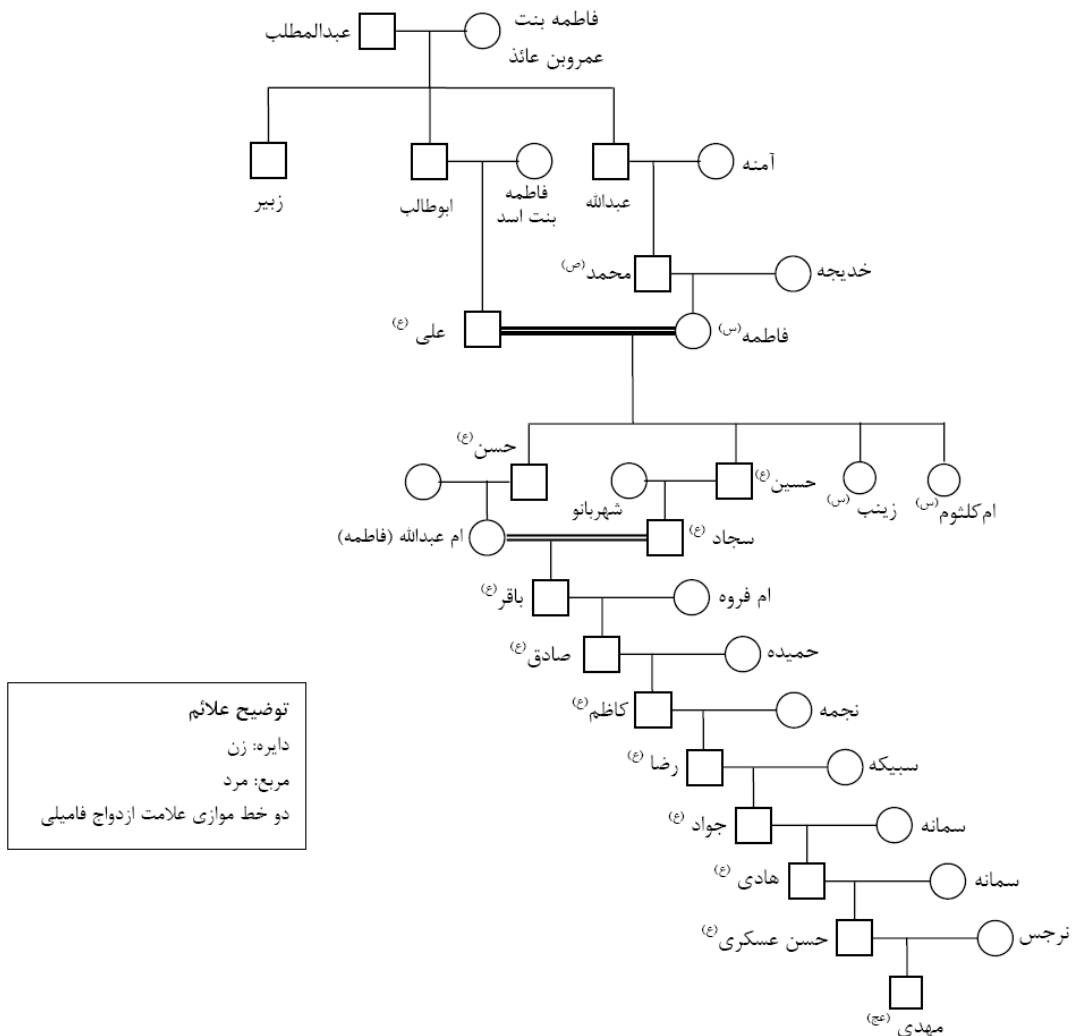 عبدالمطلب
فاطمه بنت
عمروبن عائذ
زبیر
ابوطالب
فاطمه
بنت اسد
عبدالله
آمنه
محمد (ص)
خدیجه
علی (ع)
فاطمه (س)
حسن (ع)
شهربانو
حسین (ع)
زینب (س)
ام‌کلثوم (س)
ام عبدالله (فاطمه)
سجاد (ع)
باقر (ع)
ام فروه
صادق (ع)
حمیده
کاظم (ع)
نجمه
رضا (ع)
سبیکه
جواد (ع)
سمانه
هادی (ع)
سمانه
حسن عسکری (ع)
نرجس
مهدی (عج)
توضیح علائم
دایره: زن
مربع: مرد
دو خط موازی علامت ازدواج فامیلی